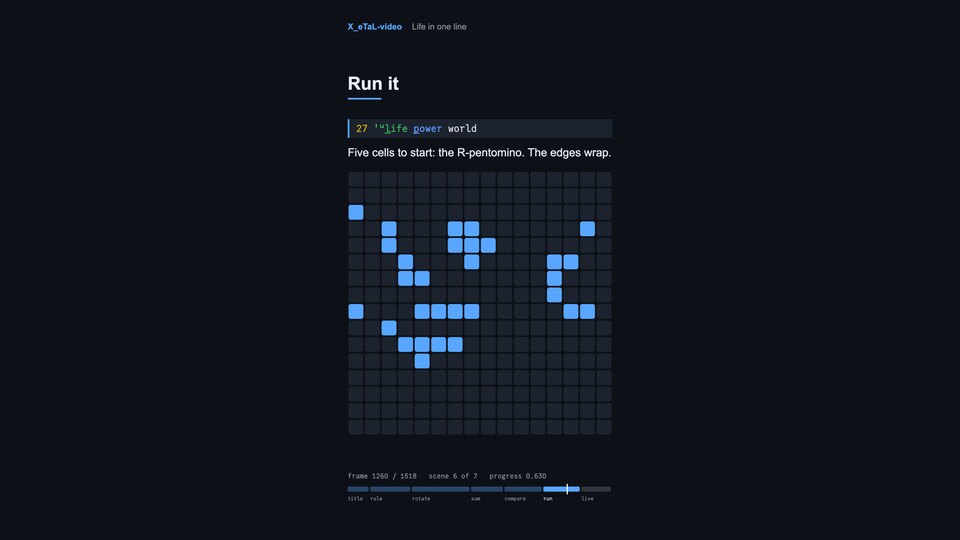 X_eTaL-video Life in one line
Run it
27 '⁼life power world
Five cells to start: the R-pentomino. The edges wrap.
frame 1260 / 1518 scene 6 of 7 progress 0.630
title rule rotate sum compare run live